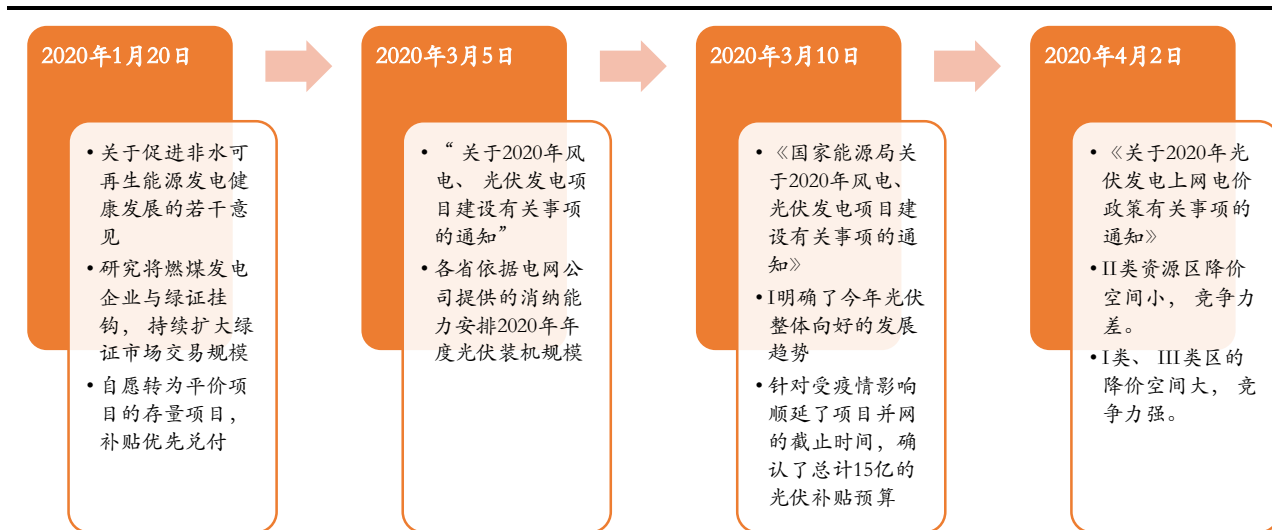 2020年1月20日
• 关于促进非水可
再生能源发电健
康发展的若干意
见
• 研究将燃煤发电
企业与绿证挂
钩， 持续扩大绿
证市场交易规模
• 自愿转为平价项
目的存量项目，
补贴优先兑付
2020年3月5日
• “ 关于2020年风
电、 光伏发电项
目建设有关事项
的通知”
• 各省依据电网公
司提供的消纳能
力安排2020年年
度光伏装机规模
2020年3月10日
• 《国家能源局关
于2020年风电、
光伏发电项目建
设有关事项的通
知》
• I明确了今年光伏
整体向好的发展
趋势
• 针对受疫情影响
顺延了项目并网
的截止时间，确
认了总计15亿的
光伏补贴预算
2020年4月2日
• 《关于2020年光
伏发电上网电价
政策有关事项的
通知》
• II类资源区降价
空间小， 竞争力
差。
• I类、 III类区的
降价空间大， 竞
争力强。